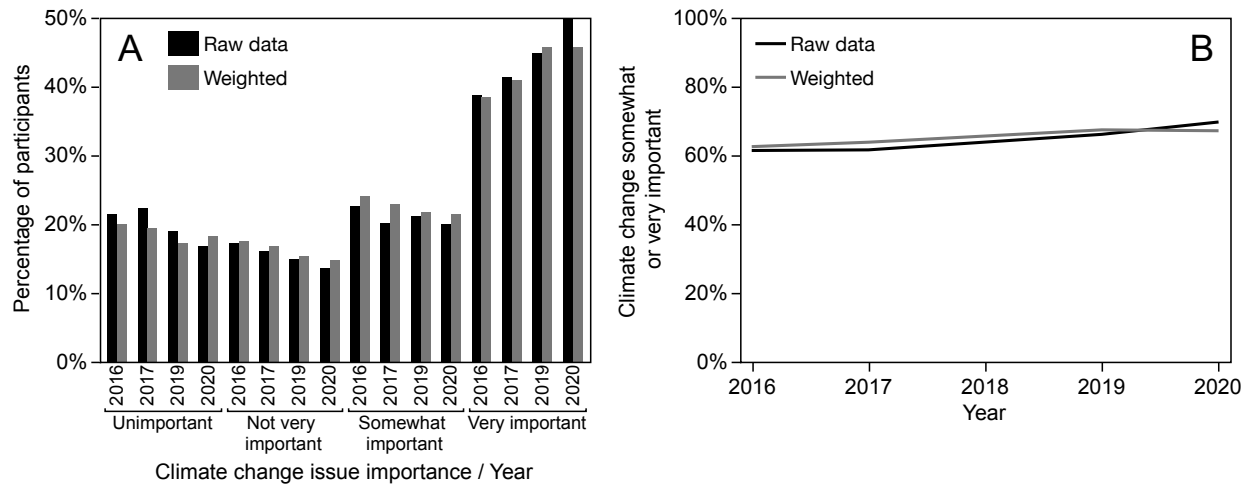 A
Raw data
Weighted
Percentage of participants
50%
40%
30%
20%
10%
0%
2016
2017
2019
2020
2016
2017
2019
2020
2016
2017
2019
2020
2016
2017
2019
2020
Unimportant
Not very
important
Somewhat
important
Very important
Climate change issue importance / Year
B
Raw data
Weighted
Climate change somewhat
or very important
100%
80%
60%
40%
20%
0%
2016
2017
2018
2019
2020
Year